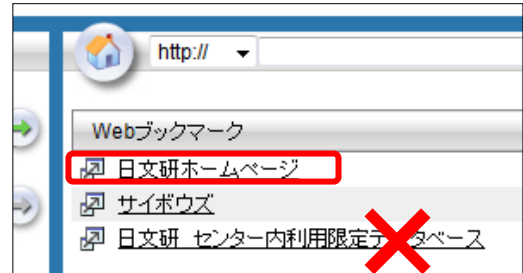 http://
Webブックマーク
日文研ホームページ
サイボウズ
日文研 センター内利用限定データベース